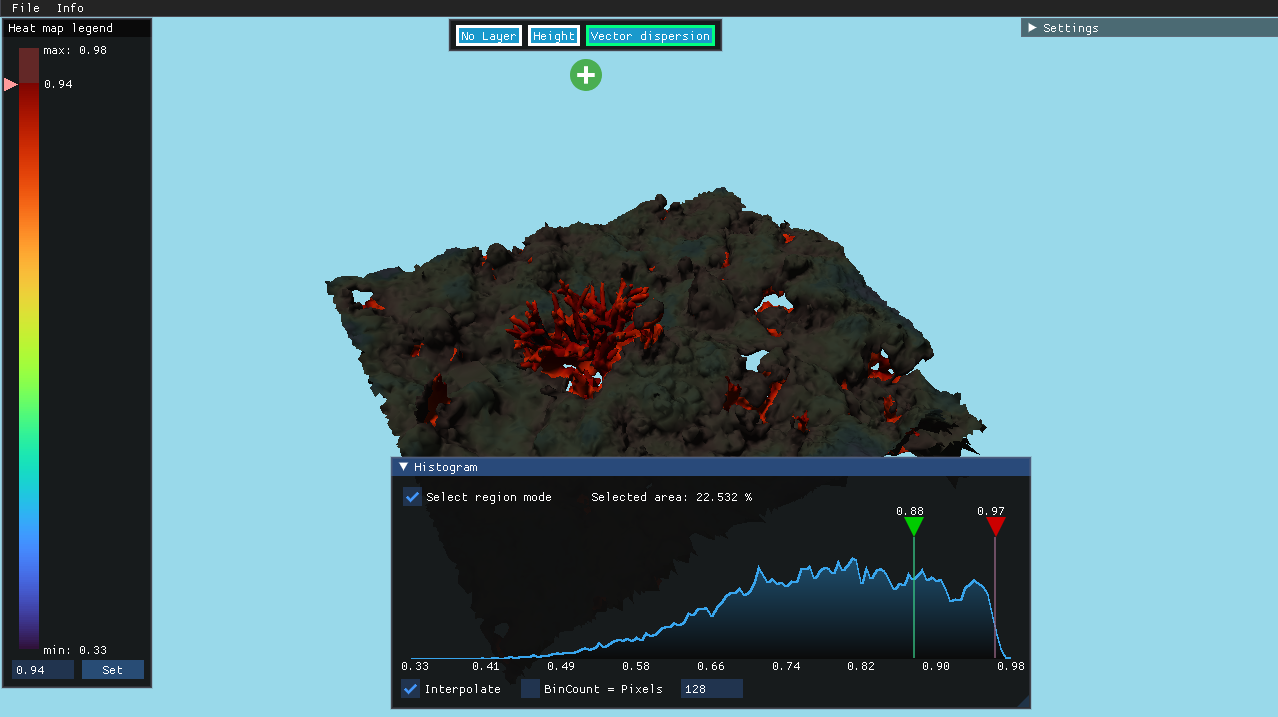 File Info
Heat map legend
No Layer Height Vector dispersion
Settings
max: 0.98
0.94
min: 0.33
0.94 Set
Histogram
Select region mode Selected area: 22.532 %
0.88 0.97
0.33 0.41 0.49 0.58 0.66 0.74 0.82 0.90 0.98
Interpolate BinCount = Pixels 128